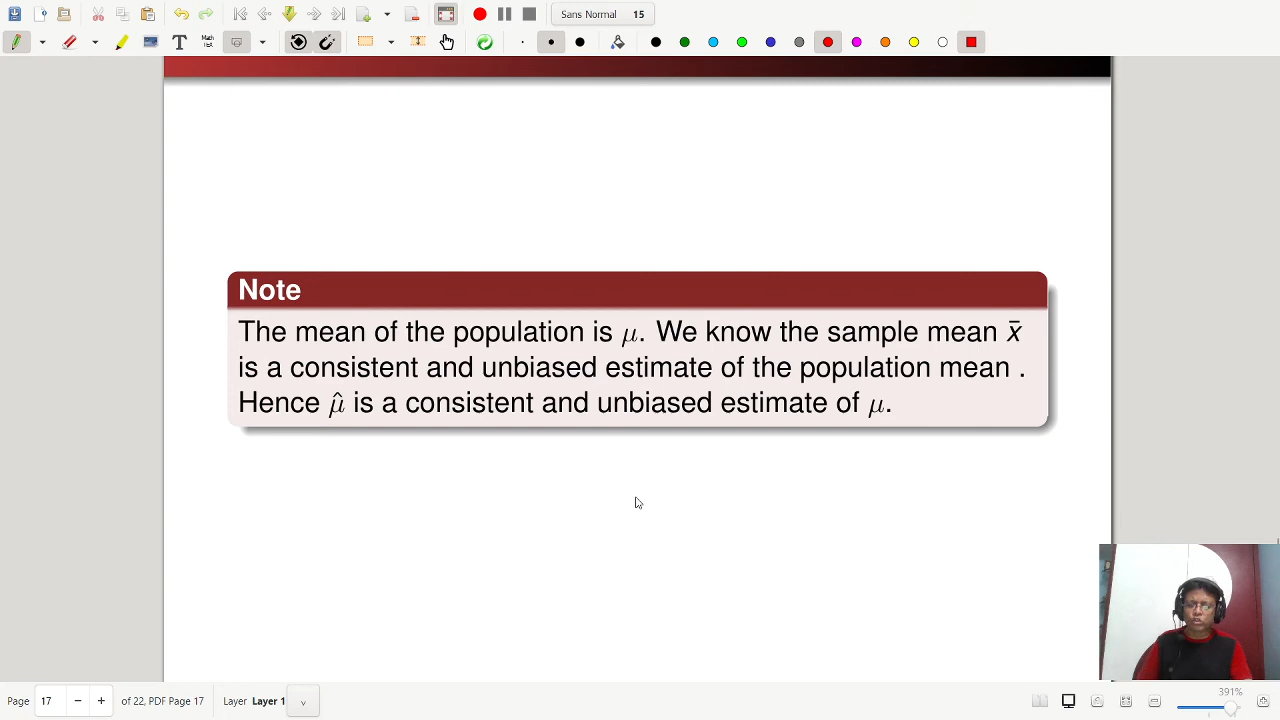 Sans Normal 15
T Math TeX
Note
The mean of the population is μ. We know the sample mean x̄
is a consistent and unbiased estimate of the population mean .
Hence μ̂ is a consistent and unbiased estimate of μ.
Page 17 of 22, PDF Page 17 Layer Layer 1 391%